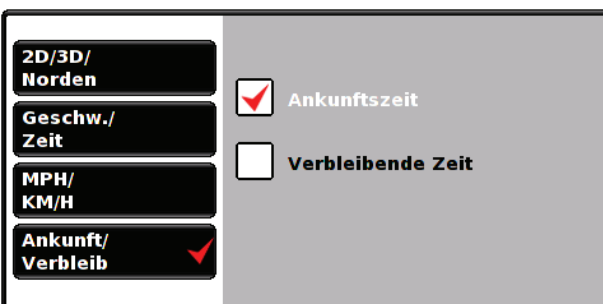 2D/3D/
Norden
Geschw./
Zeit
MPH/
KM/H
Ankunft/
Verbleib
Ankunftszeit
Verbleibende Zeit